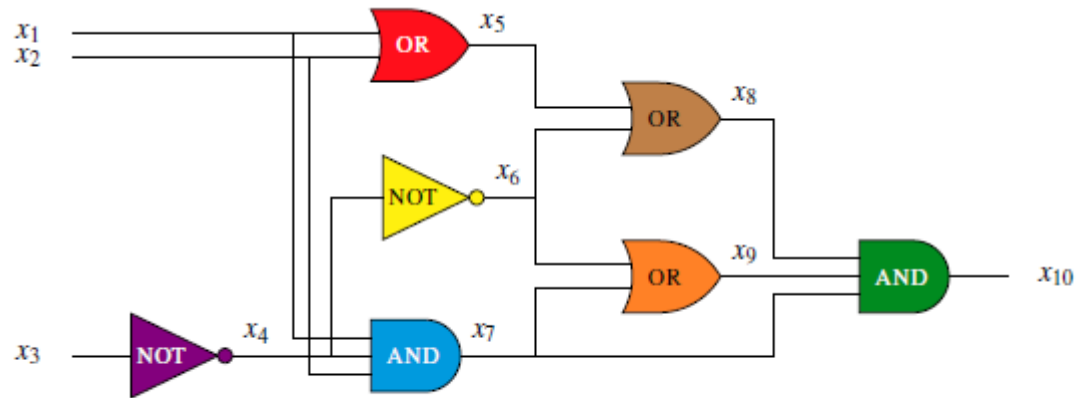 x1
x2
OR
x5
OR
x8
NOT
x6
OR
x9
AND
x10
x3
NOT
x4
AND
x7